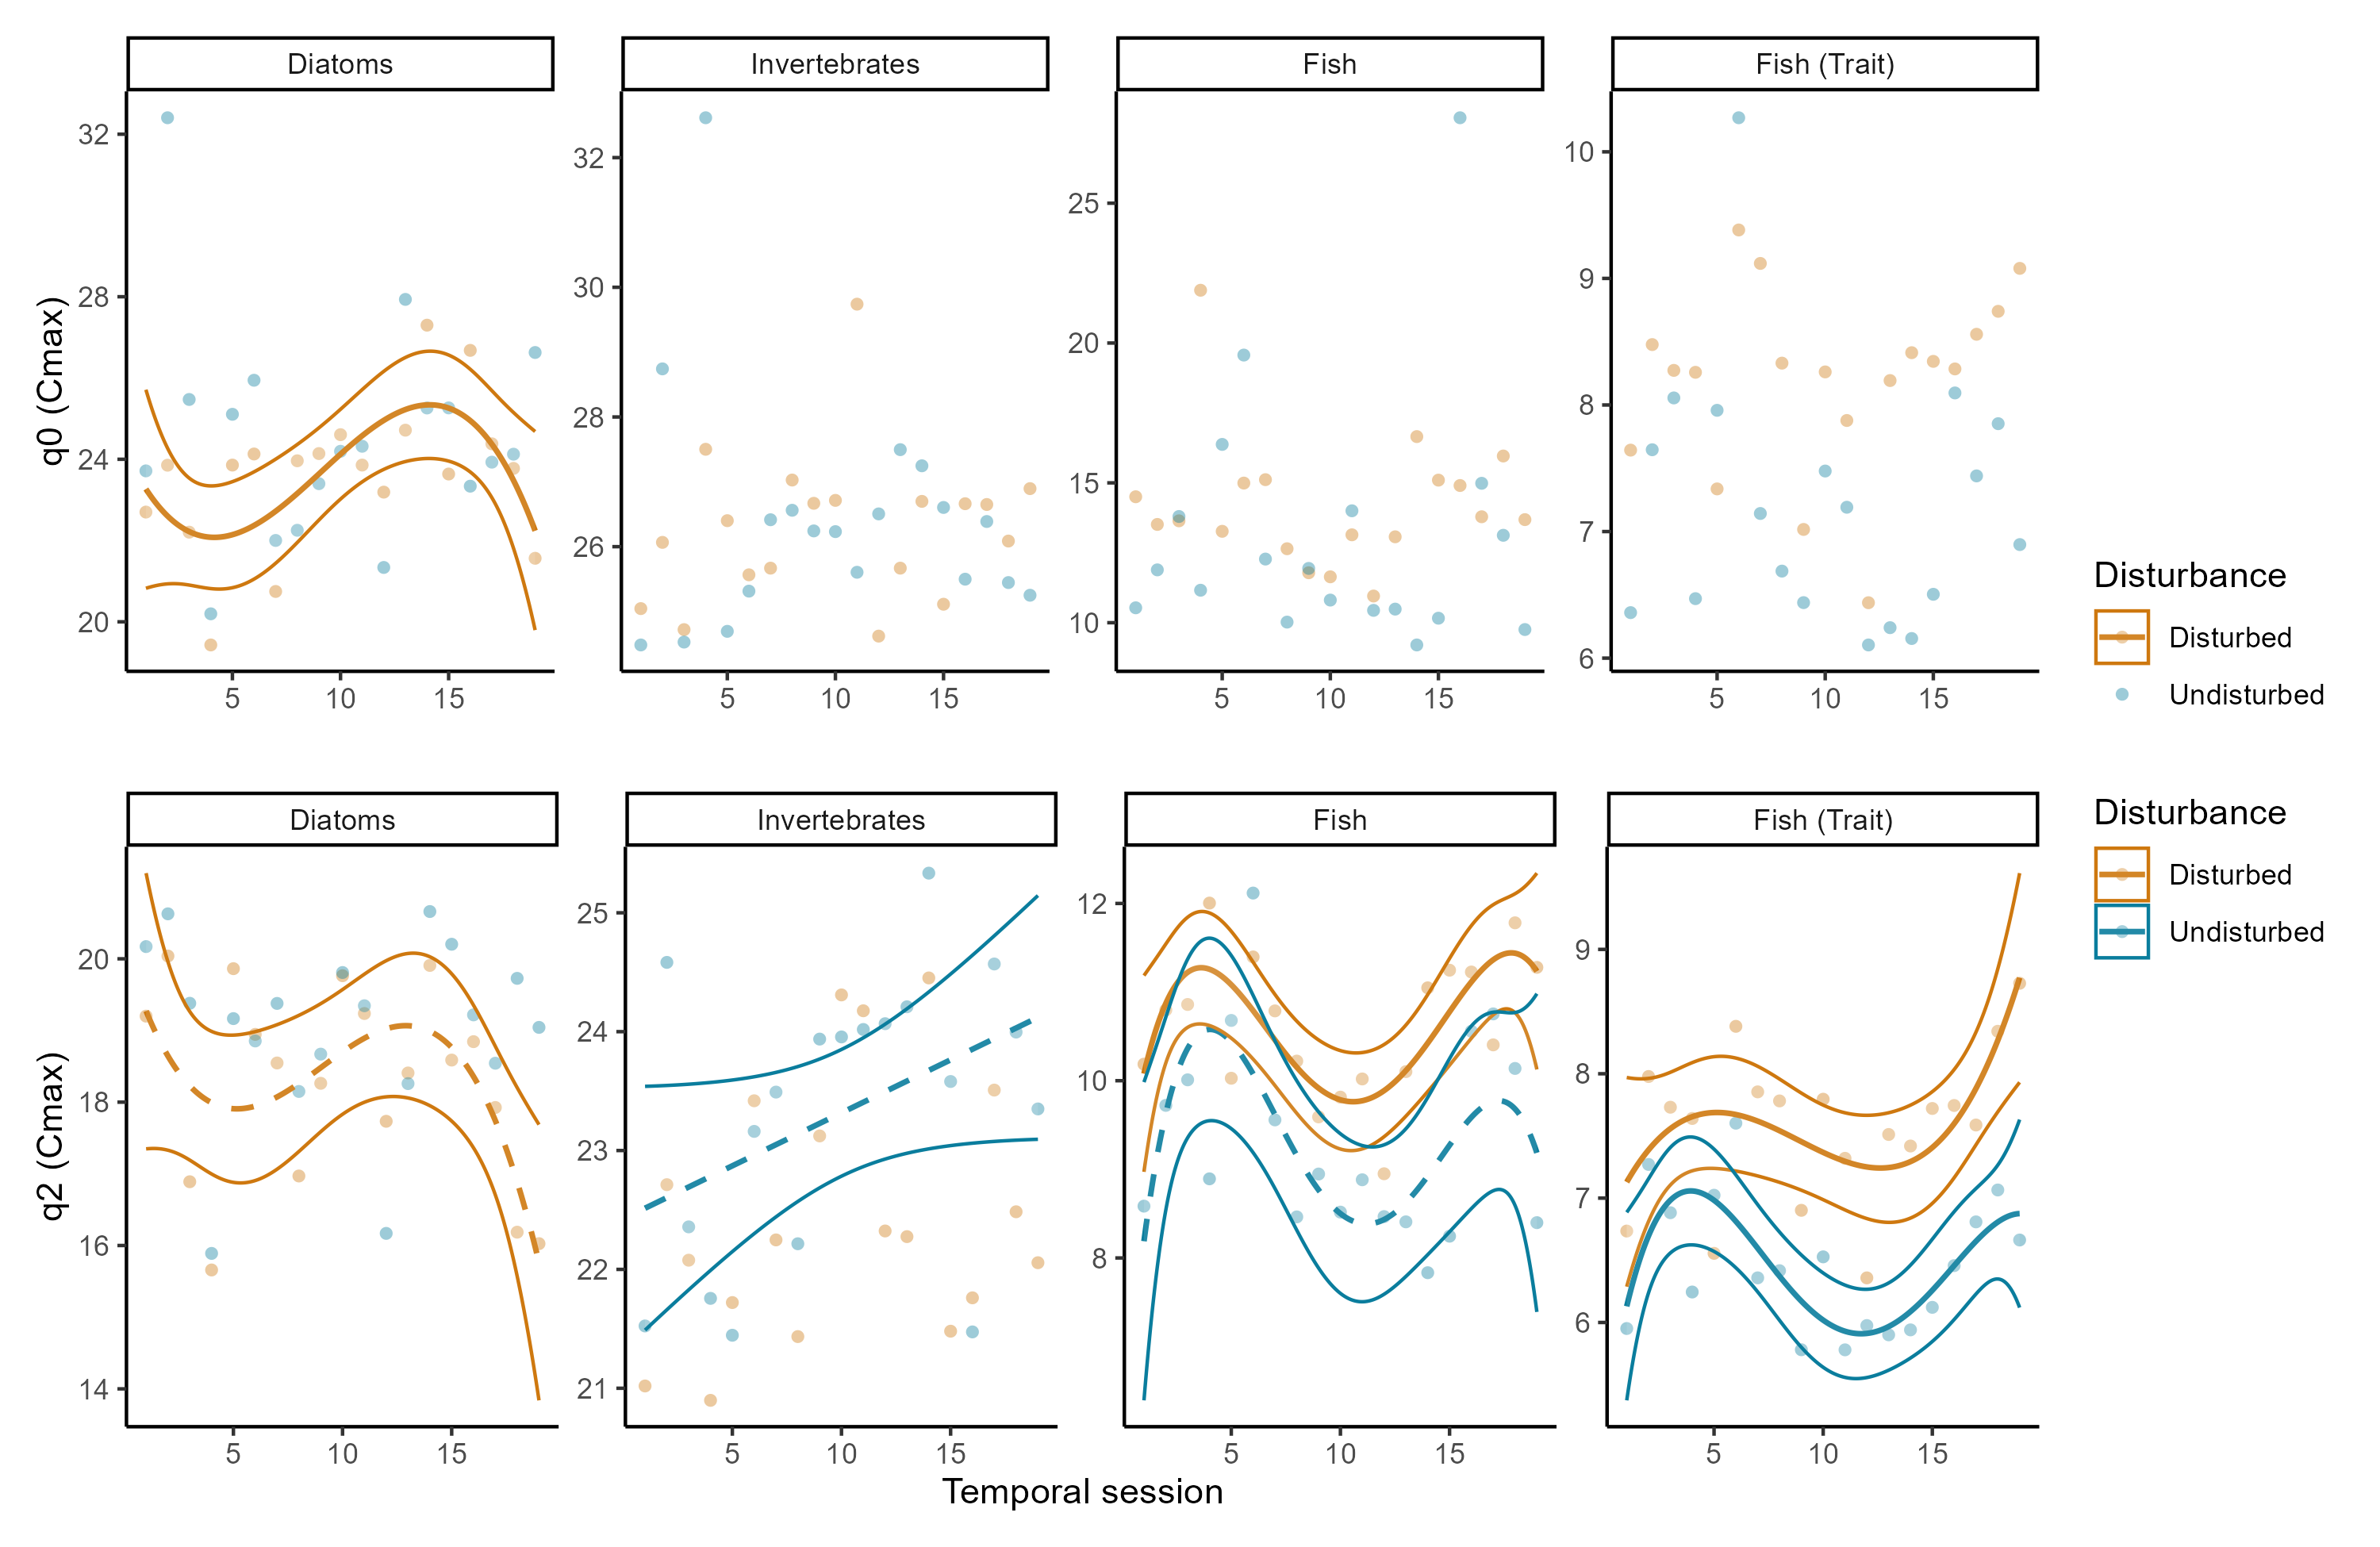 Diatoms Invertebrates Fish Fish (Trait)
q0 (Cmax)
32
28
24
20
5 10 15
32
30
28
26
5 10 15
25
20
15
10
5 10 15
10
9
8
7
6
5 10 15
Disturbance
Disturbed
Undisturbed
Diatoms Invertebrates Fish Fish (Trait)
q2 (Cmax)
20
18
16
14
5 10 15
25
24
23
22
21
5 10 15
12
10
8
5 10 15
9
8
7
6
5 10 15
Disturbance
Disturbed
Undisturbed
Temporal session